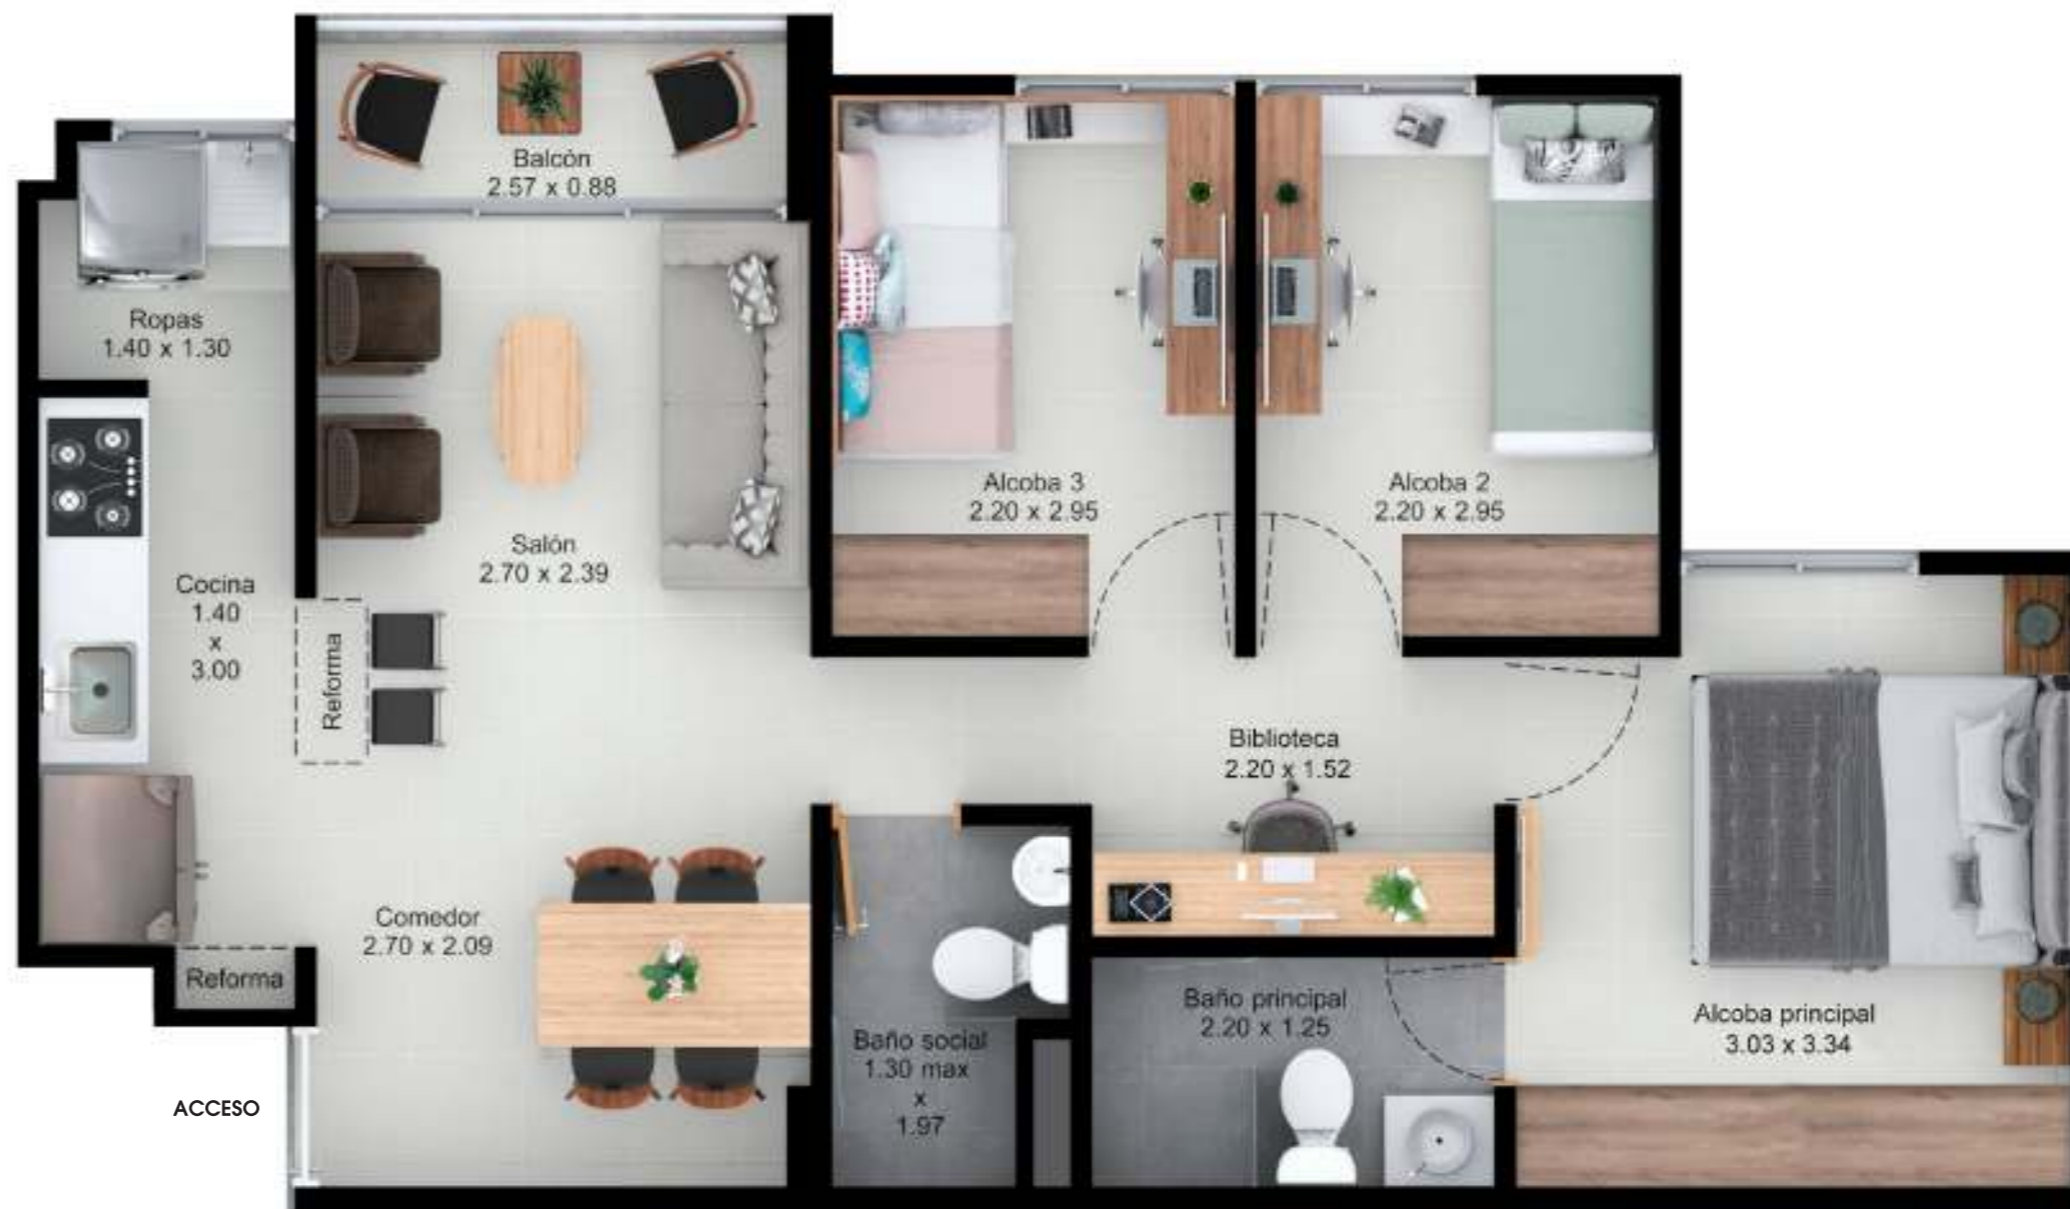 Balcón
2.57 x 0.88
Ropas
1.40 x 1.30
Alcoba 3
2.20 x 2.95
Alcoba 2
2.20 x 2.95
Salón
2.70 x 2.39
Cocina
1.40
x
3.00
Reforma
Biblioteca
2.20 x 1.52
Comedor
2.70 x 2.09
Reforma
Baño social
1.30 max
x
1.97
Baño principal
2.20 x 1.25
Alcoba principal
3.03 x 3.34
ACCESO